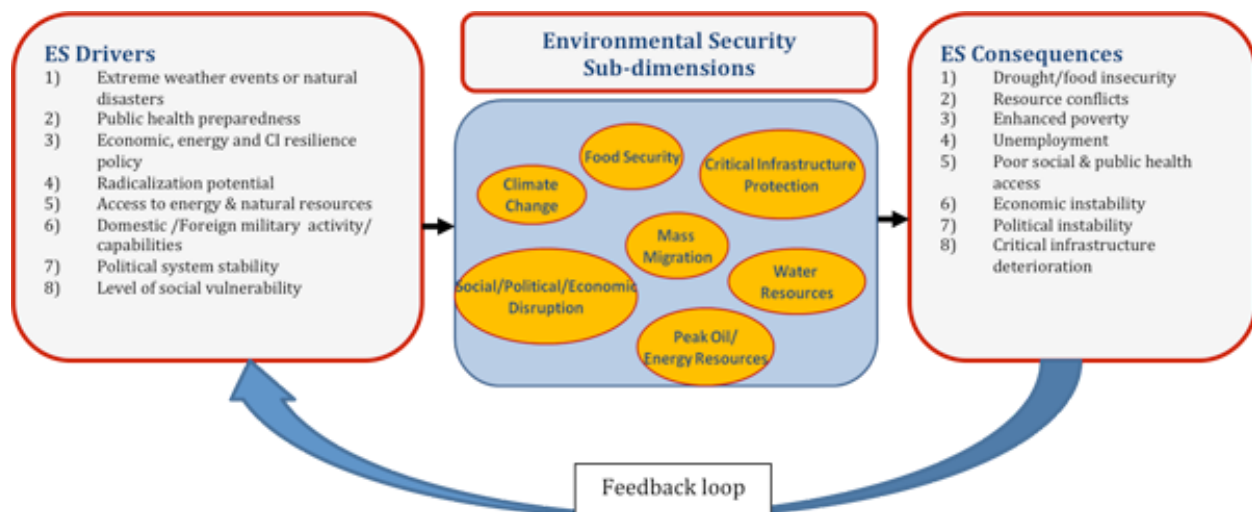 ES Drivers
1) Extreme weather events or natural
disasters
2) Public health preparedness
3) Economic, energy and CI resilience
policy
4) Radicalization potential
5) Access to energy & natural resources
6) Domestic /Foreign military activity/
capabilities
7) Political system stability
8) Level of social vulnerability
Environmental Security
Sub-dimensions
Food Security
Critical Infrastructure
Protection
Climate
Change
Mass
Migration
Water
Resources
Social/Political/Economic
Disruption
Peak Oil/
Energy Resources
ES Consequences
1) Drought/food insecurity
2) Resource conflicts
3) Enhanced poverty
4) Unemployment
5) Poor social & public health
access
6) Economic instability
7) Political instability
8) Critical infrastructure
deterioration
Feedback loop